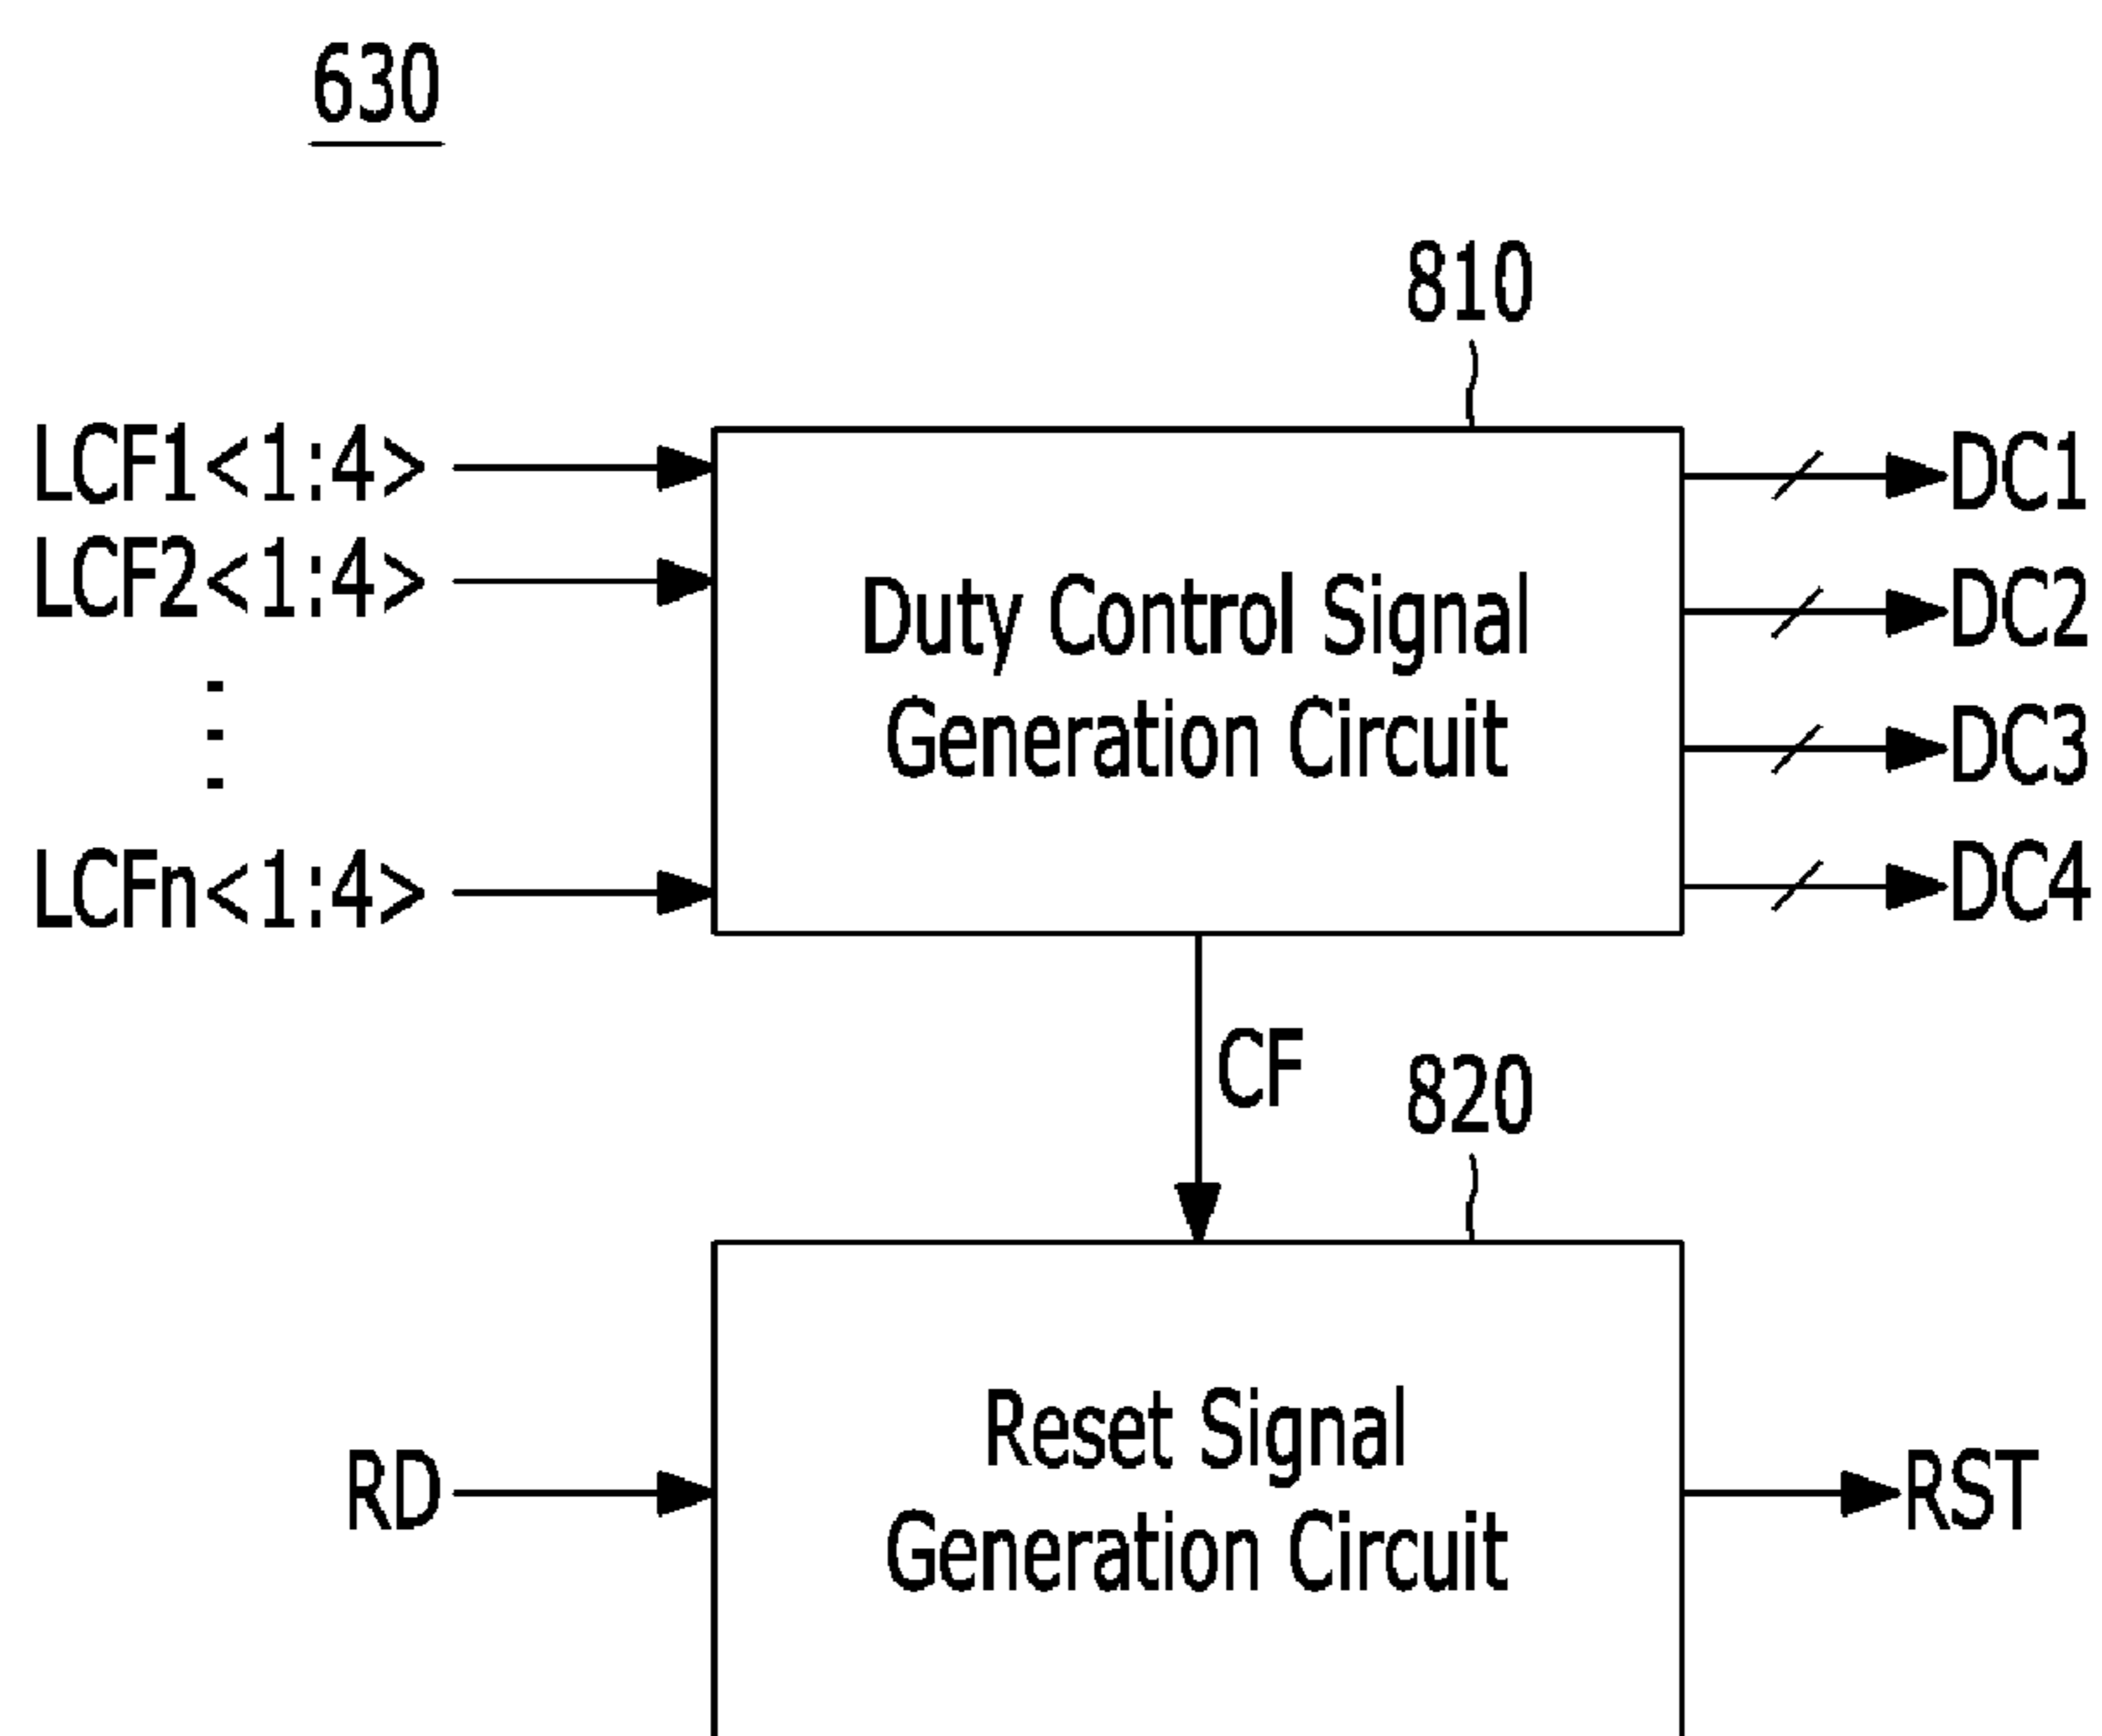 630
810
LCF1<1:4>
DC1
LCF2<1:4>
DC2
Duty Control Signal
Generation Circuit
DC3
LCFn<1:4>
DC4
CF
820
Reset Signal
Generation Circuit
RD
RST